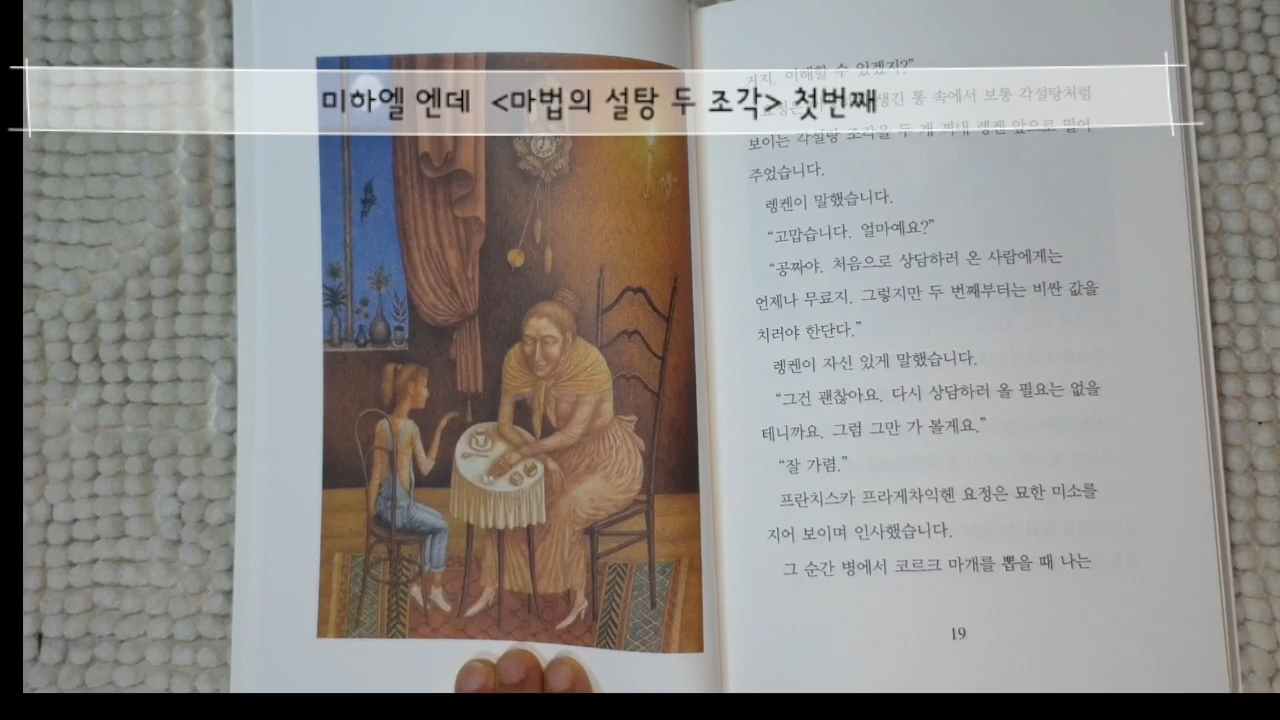 미하엘 엔데 <마법의 설탕 두 조각> 첫번째
거지. 이해할 수 있겠지?”
생긴 통 속에서 보통 각설탕처럼
보이는 각설탕 조각을 두 개 꺼내 렝켄 앞으로 밀어
주었습니다.
렝켄이 말했습니다.
“고맙습니다. 얼마예요?”
“공짜야. 처음으로 상담하러 온 사람에게는
언제나 무료지. 그렇지만 두 번째부터는 비싼 값을
치러야 한단다.”
렝켄이 자신 있게 말했습니다.
“그건 괜찮아요. 다시 상담하러 올 필요는 없을
테니까요. 그럼 그만 가 볼게요.”
“잘 가렴.”
프란치스카 프라게차익헨 요정은 묘한 미소를
지어 보이며 인사했습니다.
그 순간 병에서 코르크 마개를 뽑을 때 나는
19